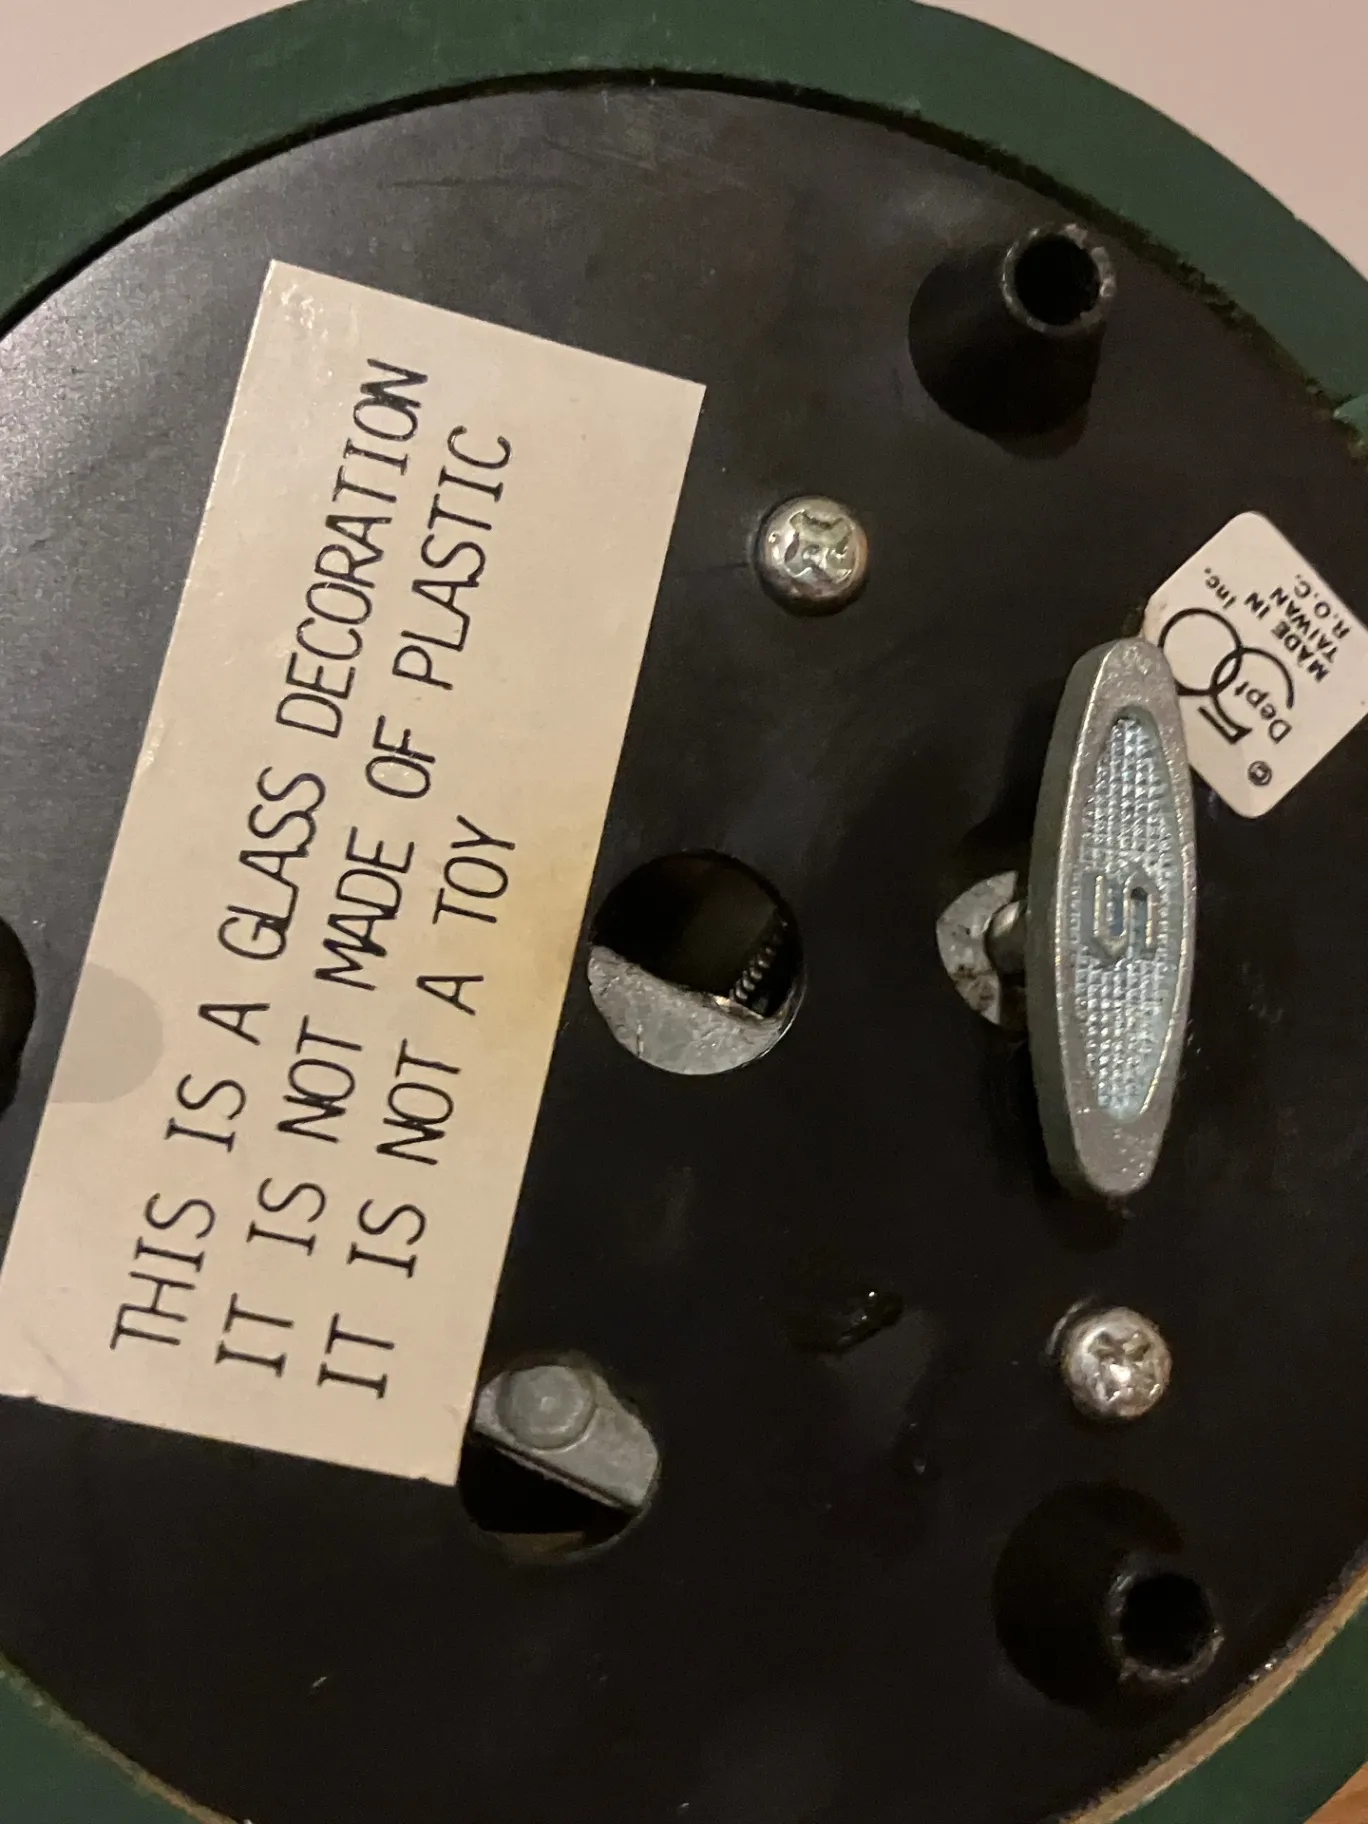 THIS IS A GLASS DECORATION
IT IS NOT MADE OF PLASTIC
IT IS NOT A TOY
©
Dept 56 Inc.
MADE IN
TAIWAN
R.O.C.